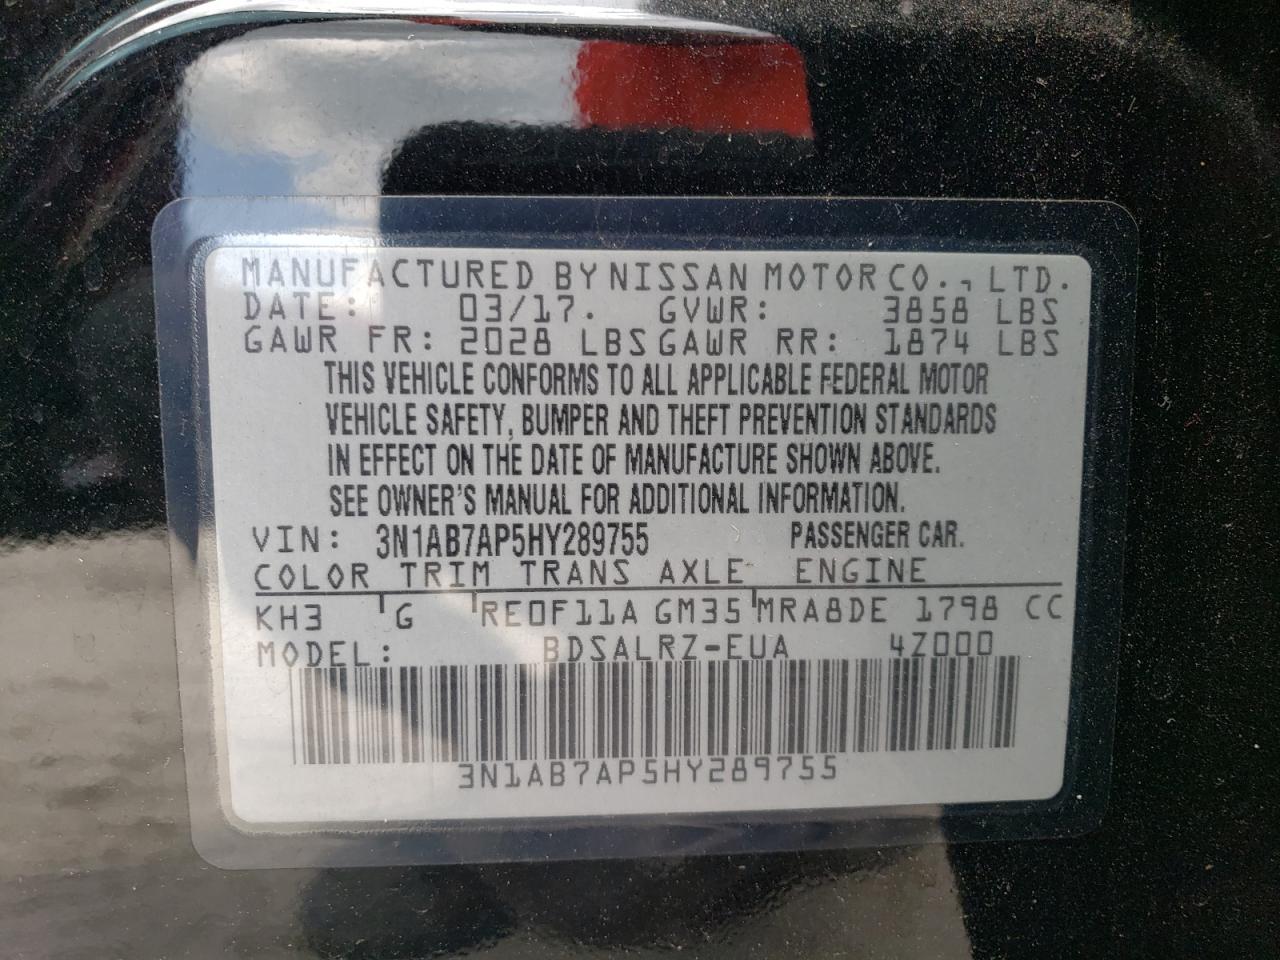 MANUFACTURED BY NISSAN MOTOR CO., LTD.
DATE: 03/17. GVWR: 3858 LBS
GAWR FR: 2028 LBS GAWR RR: 1874 LBS
THIS VEHICLE CONFORMS TO ALL APPLICABLE FEDERAL MOTOR
VEHICLE SAFETY, BUMPER AND THEFT PREVENTION STANDARDS
IN EFFECT ON THE DATE OF MANUFACTURE SHOWN ABOVE.
SEE OWNER'S MANUAL FOR ADDITIONAL INFORMATION.
VIN: 3N1AB7AP5HY289755 PASSENGER CAR.
COLOR TRIM TRANS AXLE ENGINE
KH3 G RE0F11A GM35 MRA8DE 1798 CC
MODEL: BDSALRZ-EUA 4Z000
3N1AB7AP5HY289755